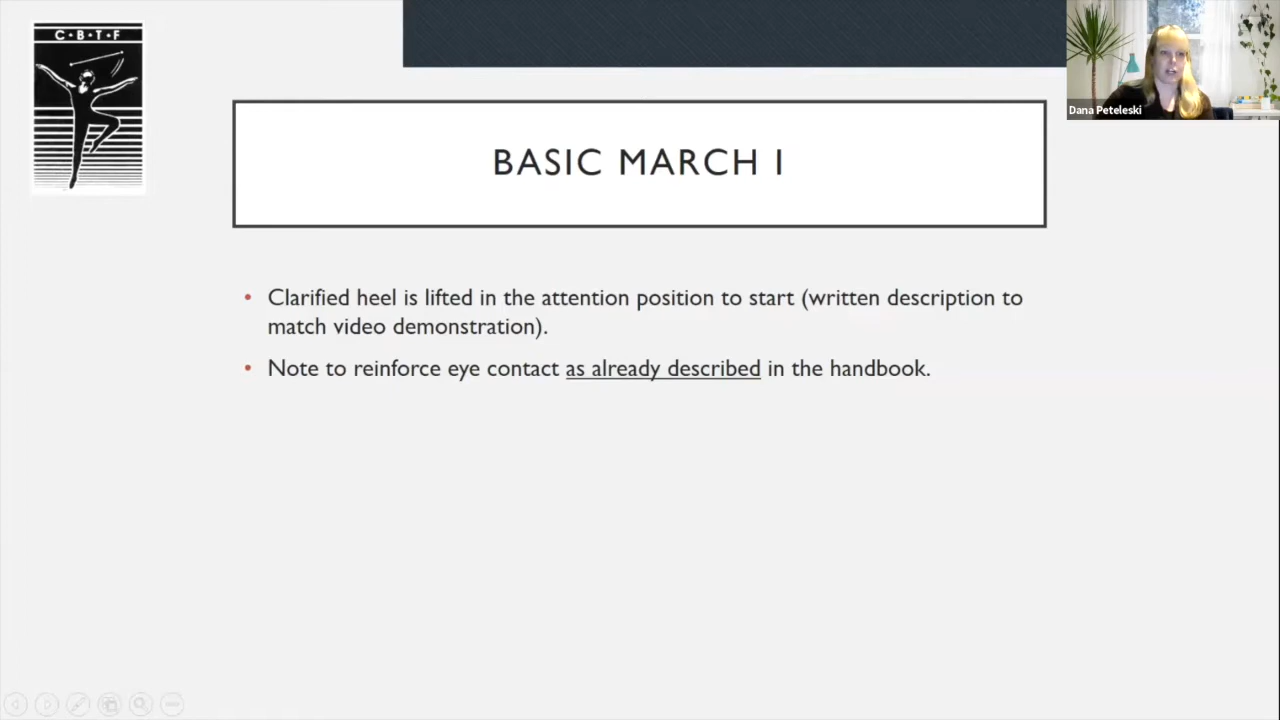 C·B·T·F
Dana Peteleski
BASIC MARCH I
• Clarified heel is lifted in the attention position to start (written description to
match video demonstration).
• Note to reinforce eye contact as already described in the handbook.